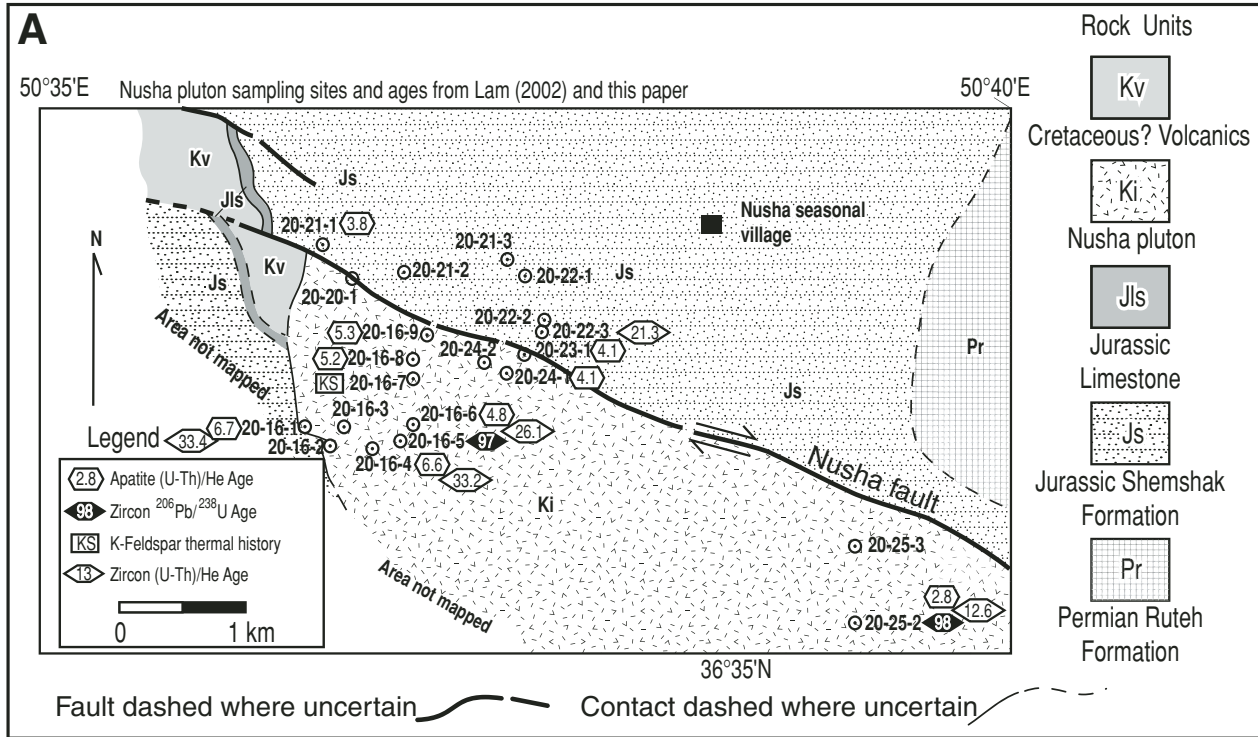 A
50°35'E
Nusha pluton sampling sites and ages from Lam (2002) and this paper
50°40'E
Kv
Js
Jls
N
20-21-1 3.8
Nusha seasonal
village
20-21-3
Kv
Js
20-21-2
20-22-1
Js
20-20-1
20-22-2
5.3 20-16-9
20-22-3 21.3
Pr
Area not mapped
5.2 20-16-8
20-24-2
20-23-1 4.1
KS 20-16-7
20-24-1 4.1
Js
20-16-3
20-16-6 4.8
6.7 20-16-1
26.1
33.4
20-16-2
20-16-5 97
20-16-4 6.6
33.2
Nusha fault
Ki
20-25-3
Area not mapped
2.8
12.6
20-25-2 98
Legend
2.8 Apatite (U-Th)/He Age
98 Zircon 206Pb/238U Age
KS K-Feldspar thermal history
13 Zircon (U-Th)/He Age
0 1 km
36°35'N
Fault dashed where uncertain
Contact dashed where uncertain
Rock Units
Kv
Cretaceous? Volcanics
Ki
Nusha pluton
Jls
Jurassic
Limestone
Js
Jurassic Shemshak
Formation
Pr
Permian Ruteh
Formation